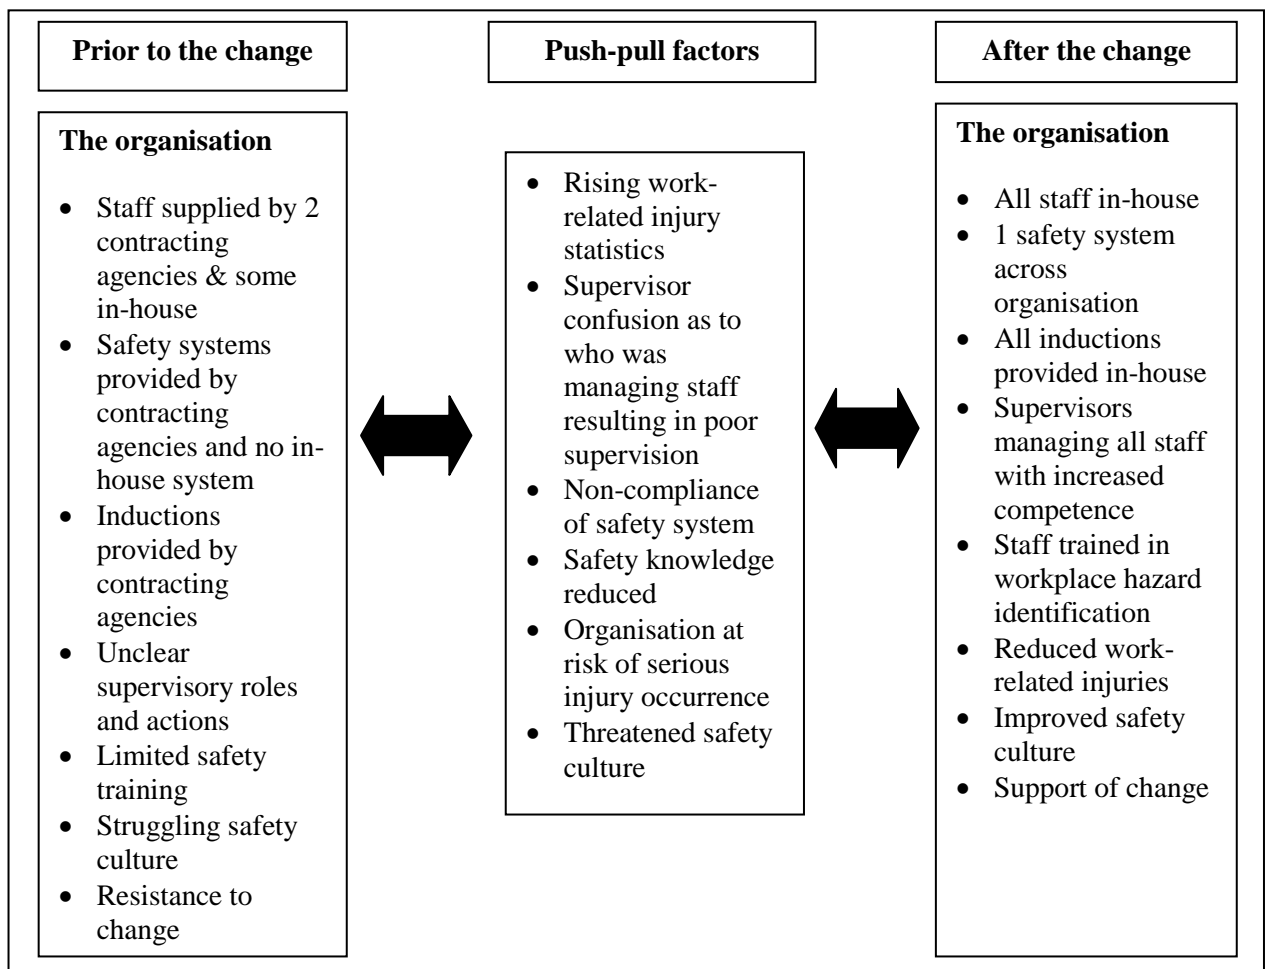 Prior to the change
The organisation
• Staff supplied by 2
contracting
agencies & some
in-house
• Safety systems
provided by
contracting
agencies and no in-
house system
• Inductions
provided by
contracting
agencies
• Unclear
supervisory roles
and actions
• Limited safety
training
• Struggling safety
culture
• Resistance to
change
Push-pull factors
• Rising work-
related injury
statistics
• Supervisor
confusion as to
who was
managing staff
resulting in poor
supervision
• Non-compliance
of safety system
• Safety knowledge
reduced
• Organisation at
risk of serious
injury occurrence
• Threatened safety
culture
After the change
The organisation
• All staff in-house
• 1 safety system
across
organisation
• All inductions
provided in-house
• Supervisors
managing all staff
with increased
competence
• Staff trained in
workplace hazard
identification
• Reduced work-
related injuries
• Improved safety
culture
• Support of change